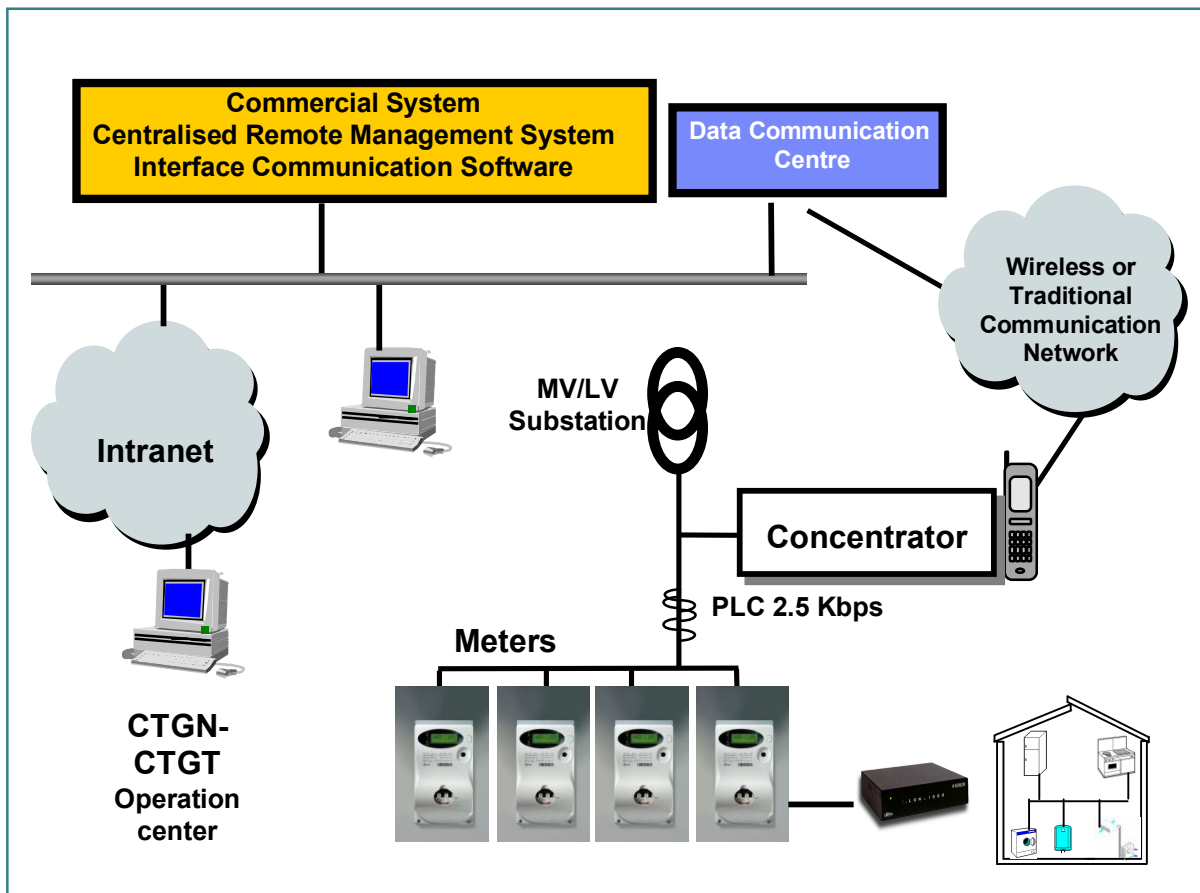 Commercial System
Centralised Remote Management System
Interface Communication Software
Data Communication
Centre
Wireless or
Traditional
Communication
Network
MV/LV
Substation
Intranet
Concentrator
PLC 2.5 Kbps
Meters
CTGN-
CTGT
Operation
center